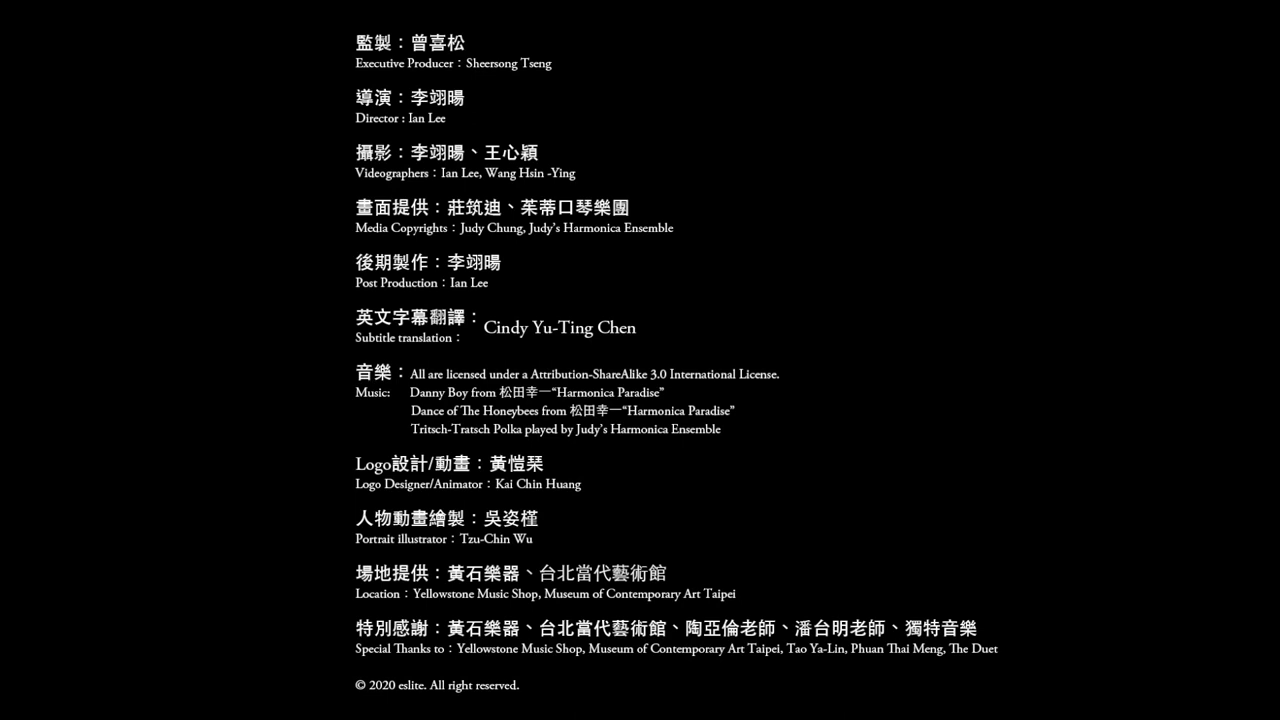 監製：曾喜松
Executive Producer：Sheersong Tseng
導演：李翊暘
Director : Ian Lee
攝影：李翊暘、王心穎
Videographers：Ian Lee, Wang Hsin -Ying
畫面提供：莊筑迪、茱蒂口琴樂團
Media Copyrights：Judy Chung, Judy’s Harmonica Ensemble
後期製作：李翊暘
Post Production：Ian Lee
英文字幕翻譯：
Subtitle translation： Cindy Yu-Ting Chen
音樂：All are licensed under a Attribution-ShareAlike 3.0 International License.
Music: Danny Boy from 松田幸一“Harmonica Paradise”
Dance of The Honeybees from 松田幸一“Harmonica Paradise”
Tritsch-Tratsch Polka played by Judy’s Harmonica Ensemble
Logo設計/動畫：黃愷琹
Logo Designer/Animator：Kai Chin Huang
人物動畫繪製：吳姿槿
Portrait illustrator：Tzu-Chin Wu
場地提供：黃石樂器、台北當代藝術館
Location：Yellowstone Music Shop, Museum of Contemporary Art Taipei
特別感謝：黃石樂器、台北當代藝術館、陶亞倫老師、潘台明老師、獨特音樂
Special Thanks to：Yellowstone Music Shop, Museum of Contemporary Art Taipei, Tao Ya-Lin, Phuan Thai Meng, The Duet
© 2020 eslite. All right reserved.